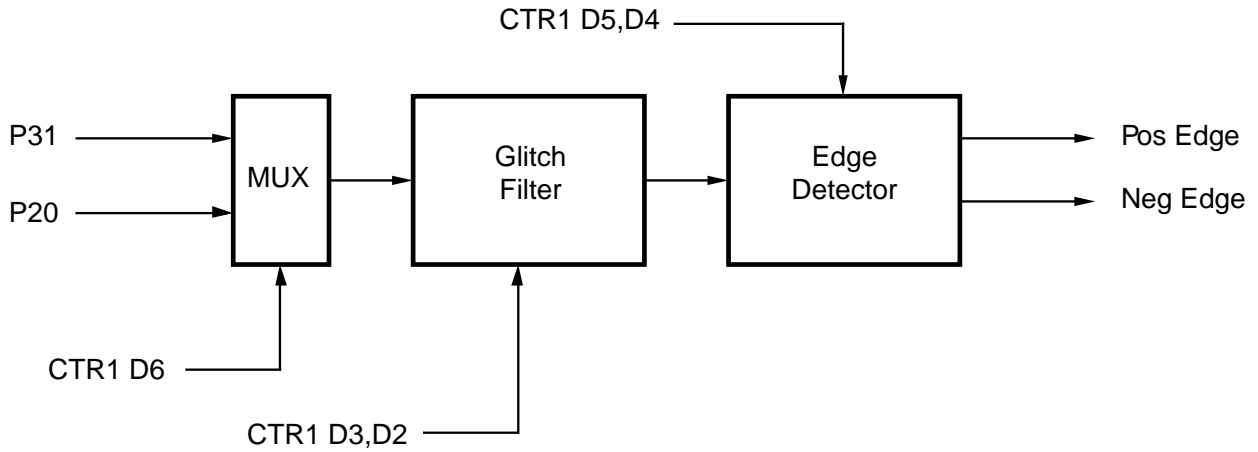 CTR1 D5,D4
P31
P20
MUX
Glitch
Filter
Edge
Detector
Pos Edge
Neg Edge
CTR1 D6
CTR1 D3,D2